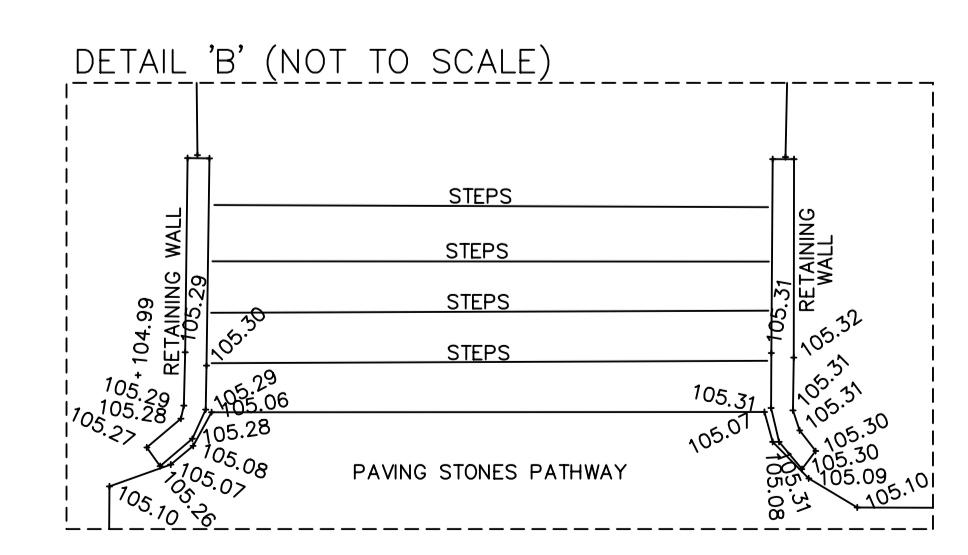 DETAIL 'B' (NOT TO SCALE)
STEPS
STEPS
STEPS
STEPS
RETAINING WALL
RETAINING
WALL
105.29
105.30
+ 104.99
105.29
105.28
105.27
105.29
105.06
105.28
105.08
105.07
105.26
105.10
PAVING STONES PATHWAY
105.31
105.32
105.31
105.31
105.31
105.07
105.30
105.30
105.09
105.10
105.31
105.08